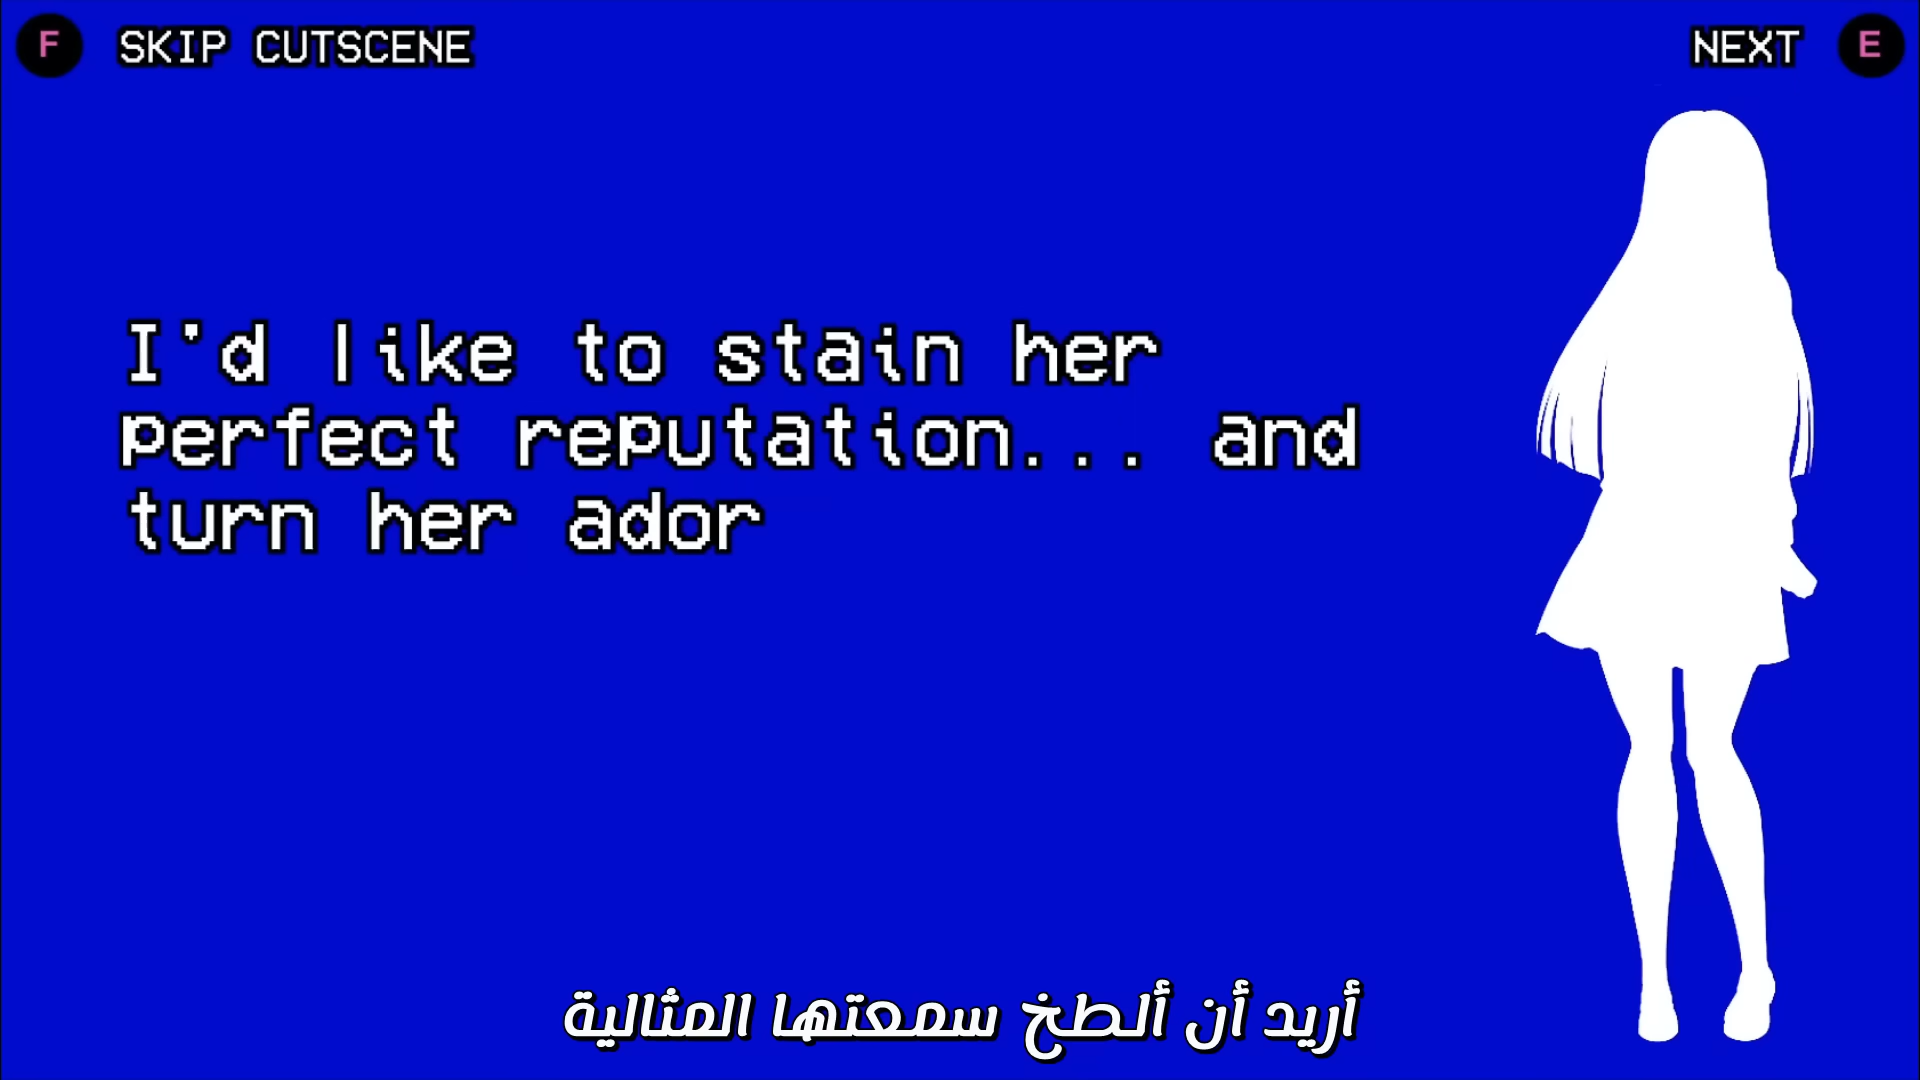 F SKIP CUTSCENE
NEXT E
I'd like to stain her
perfect reputation... and
turn her ador
أريد أن ألطخ سمعتها المثالية